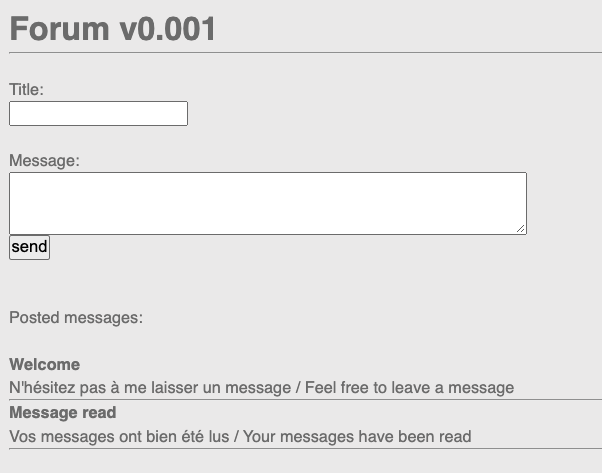 Forum v0.001
Title:
Message:
send
Posted messages:
Welcome
N'hésitez pas à me laisser un message / Feel free to leave a message
Message read
Vos messages ont bien été lus / Your messages have been read